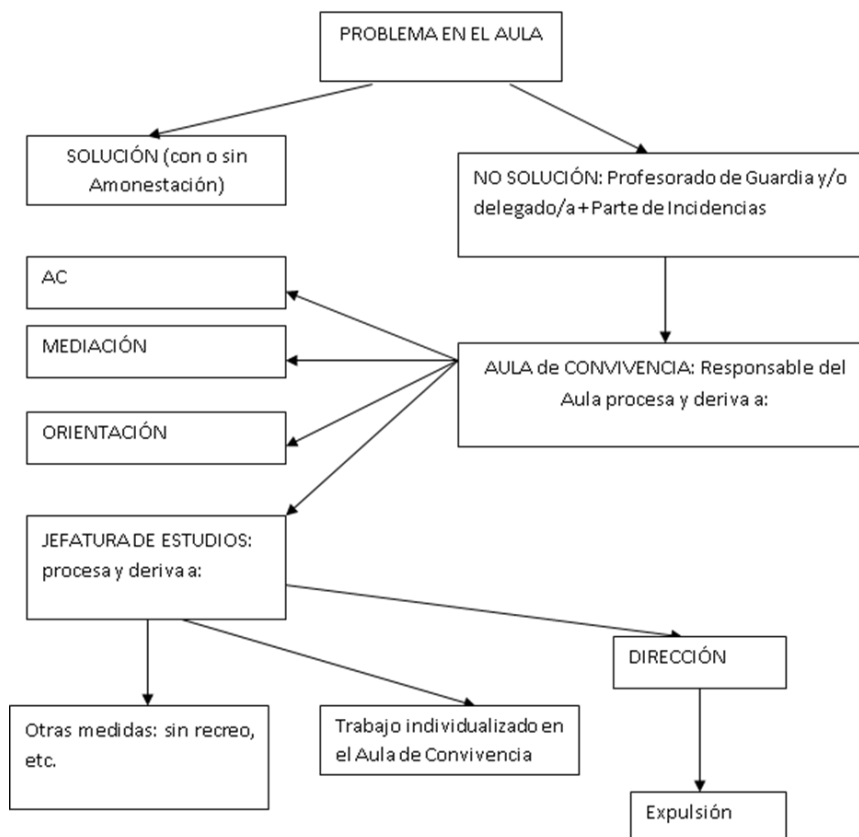 PROBLEMA EN EL AULA
SOLUCIÓN (con o sin
Amonestación)
NO SOLUCIÓN: Profesorado de Guardia y/o
delegado/a + Parte de Incidencias
AC
MEDIACIÓN
ORIENTACIÓN
AULA de CONVIVENCIA: Responsable del
Aula procesa y deriva a:
JEFATURA DE ESTUDIOS:
procesa y deriva a:
DIRECCIÓN
Otras medidas: sin recreo,
etc.
Trabajo individualizado en
el Aula de Convivencia
Expulsión